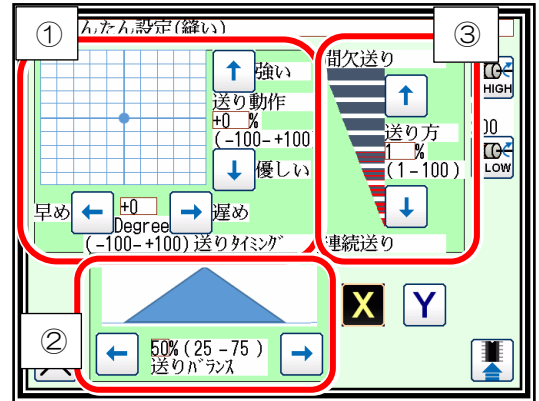 ①
んたん設定(縫い)
強い
送り動作
+0 %
(-100-+100
優しい
早め
+0
遅め
Degree
(-100-+100)送りタイミング
③
間欠送り
送り方
1 %
(1-100)
連続送り
HIGH
00
LOW
②
50%(25 -75 )
送りバランス
X
Y